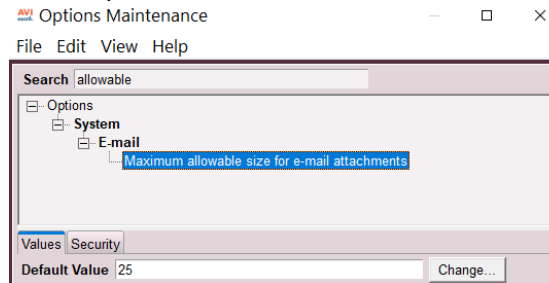 AVI mark Options Maintenance
File Edit View Help
Search allowable
Options
System
E-mail
Maximum allowable size for e-mail attachments
Values Security
Default Value 25 Change...